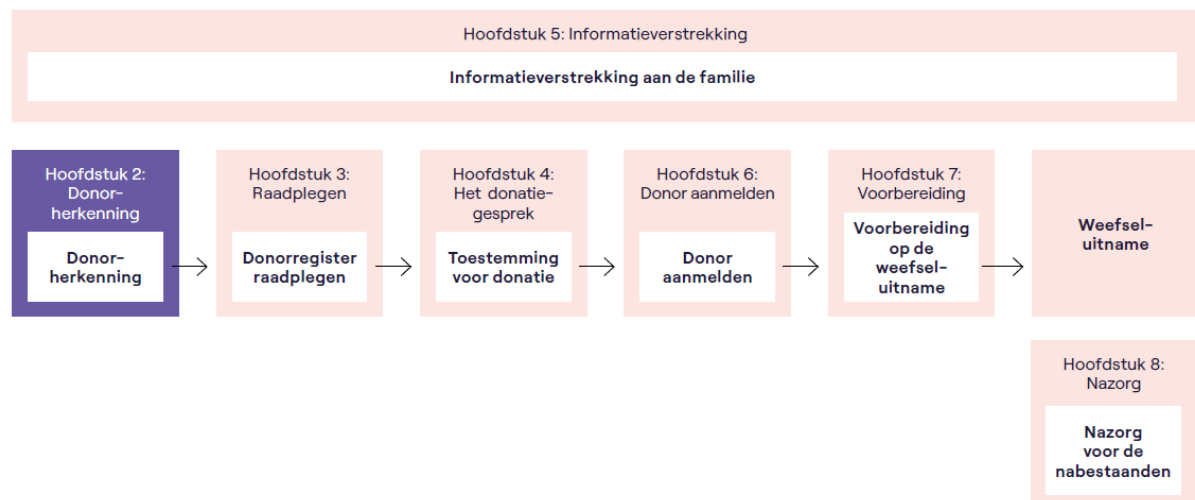 Hoofdstuk 5: Informatieverstrekking
Informatieverstrekking aan de familie
Hoofdstuk 2:
Donor-
herkenning
Donor-
herkenning
Hoofdstuk 3:
Raadplegen
Donorregister
raadplegen
Hoofdstuk 4:
Het donatie-
gesprek
Toestemming
voor donatie
Hoofdstuk 6:
Donor aanmelden
Donor
aanmelden
Hoofdstuk 7:
Voorbereiding
Voorbereiding
op de
weefsel-
uitname
Weefsel-
uitname
Hoofdstuk 8:
Nazorg
Nazorg
voor de
nabestaanden